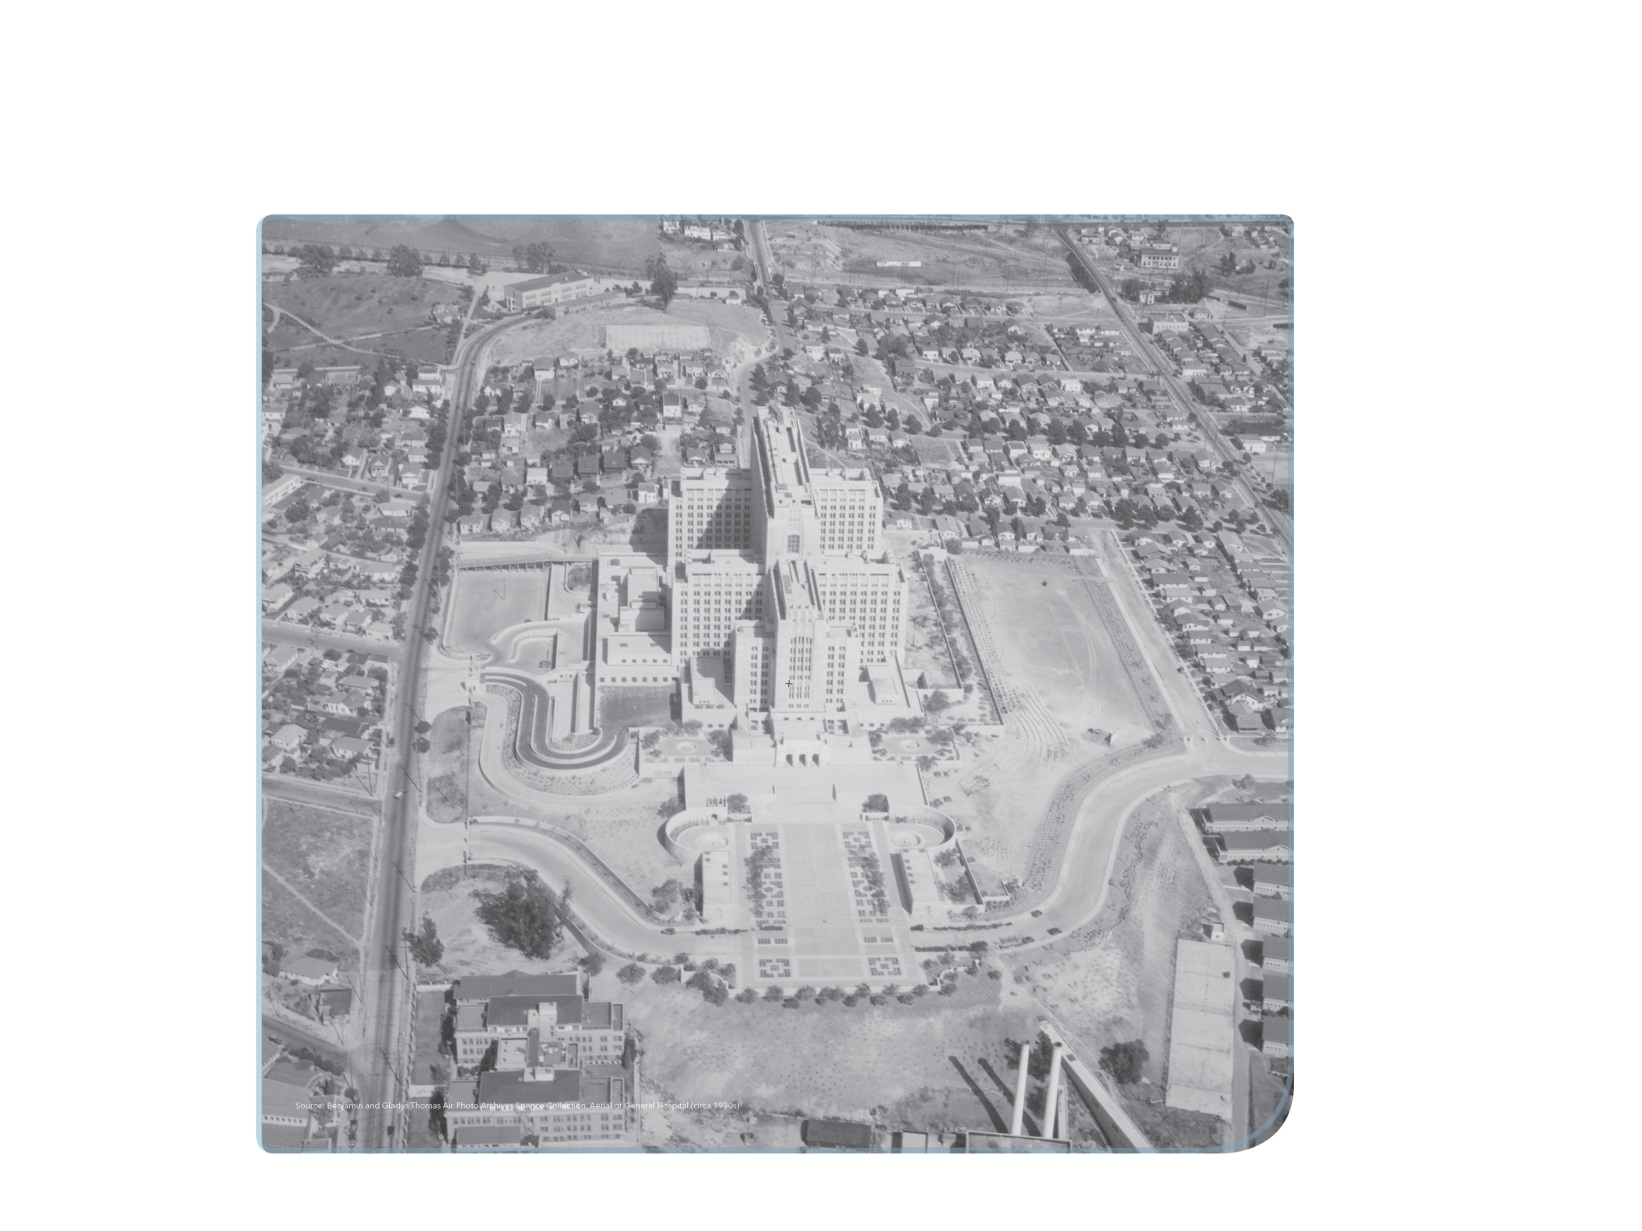 Source: Benjamin and Gladys Thomas Air Photo Archives Spence Collection, Aerial of General Hospital (circa 1930s)